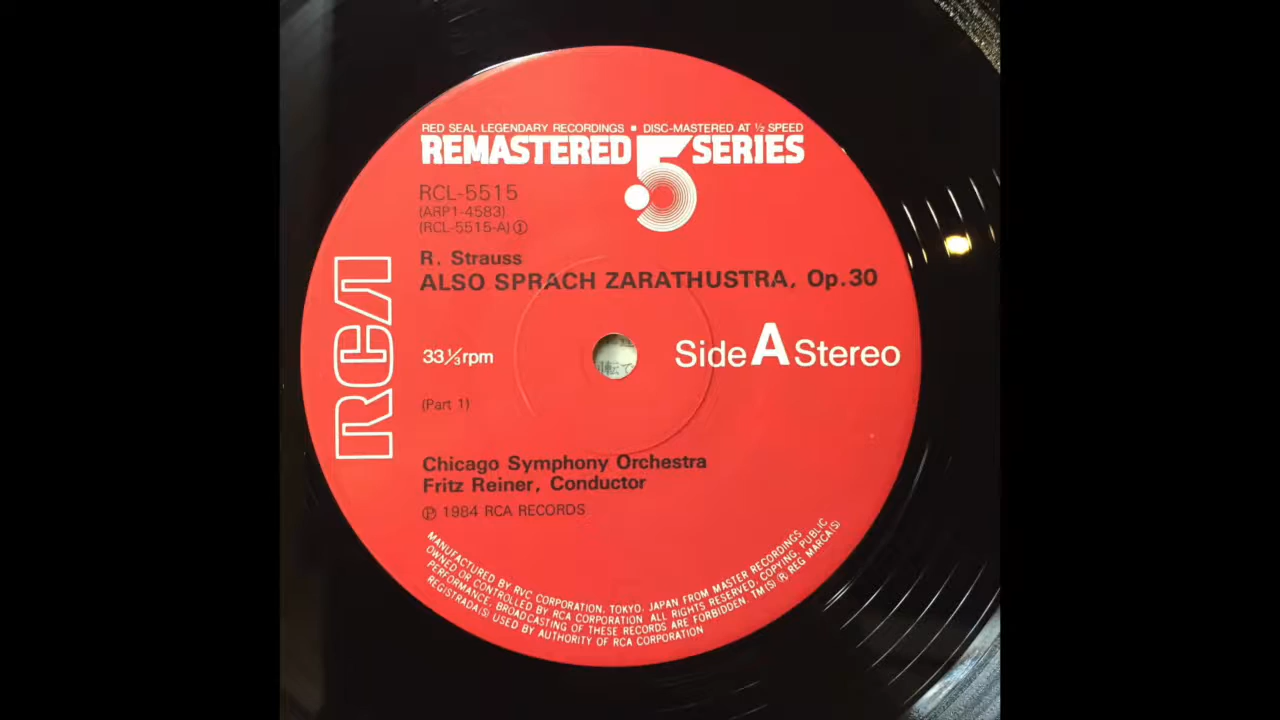 RED SEAL LEGENDARY RECORDINGS ■ DISC-MASTERED AT ½ SPEED
REMASTERED 5 SERIES
RCL-5515
(ARP1-4583)
(RCL-5515-A) ①
R. Strauss
ALSO SPRACH ZARATHUSTRA, Op.30
RCA
33⅓rpm
Side A Stereo
転で
(Part 1)
Chicago Symphony Orchestra
Fritz Reiner, Conductor
℗ 1984 RCA RECORDS
MANUFACTURED BY RVC CORPORATION, TOKYO, JAPAN FROM MASTER RECORDINGS
OWNED OR CONTROLLED BY RCA CORPORATION. ALL RIGHTS RESERVED, COPYING, PUBLIC
PERFORMANCE, BROADCASTING OF THESE RECORDS ARE FORBIDDEN. TM(S) ® REG MARCA(S)
REGISTRADA(S) USED BY AUTHORITY OF RCA CORPORATION